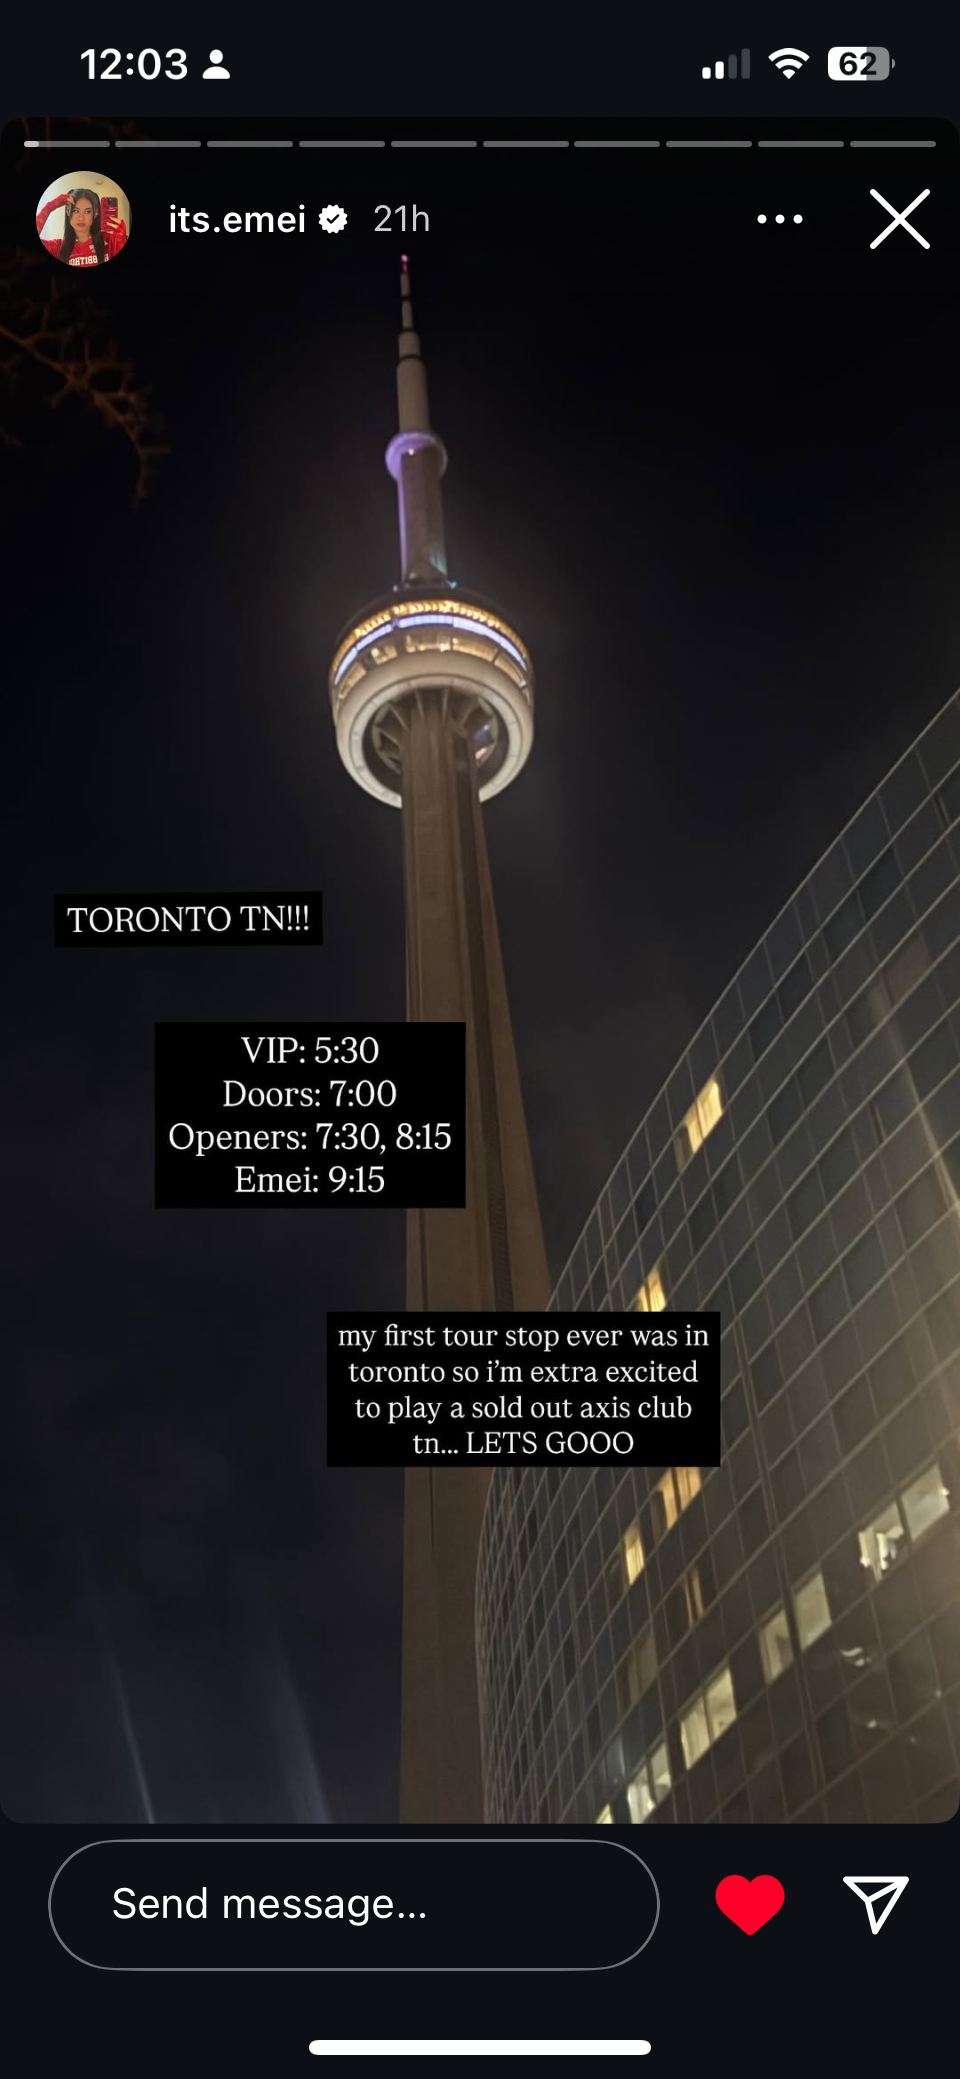 12:03
62
its.emei 21h
TORONTO TN!!!
VIP: 5:30
Doors: 7:00
Openers: 7:30, 8:15
Emei: 9:15
my first tour stop ever was in
toronto so i'm extra excited
to play a sold out axis club
tn... LETS GOOO
Send message...